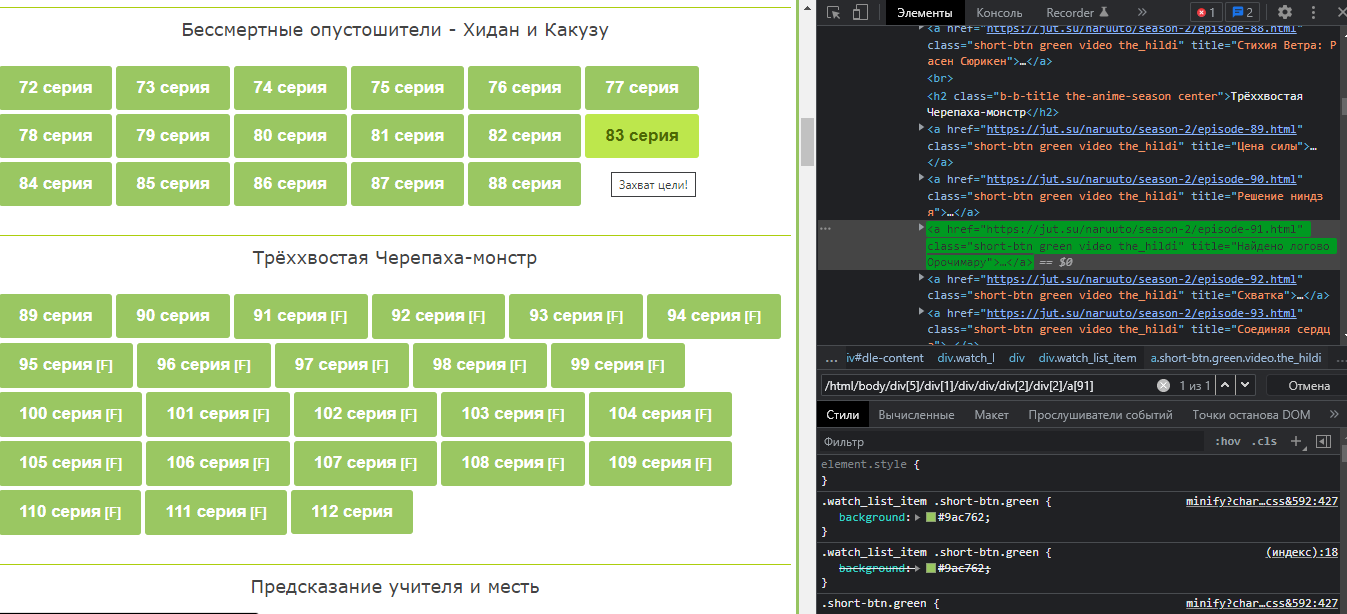 Бессмертные опустошители - Хидан и Какузу
72 серия 73 серия 74 серия 75 серия 76 серия 77 серия
78 серия 79 серия 80 серия 81 серия 82 серия 83 серия
84 серия 85 серия 86 серия 87 серия 88 серия
Захват цели!
Трёххвостая Черепаха-монстр
89 серия 90 серия 91 серия [F] 92 серия [F] 93 серия [F] 94 серия [F]
95 серия [F] 96 серия [F] 97 серия [F] 98 серия [F] 99 серия [F]
100 серия [F] 101 серия [F] 102 серия [F] 103 серия [F] 104 серия [F]
105 серия [F] 106 серия [F] 107 серия [F] 108 серия [F] 109 серия [F]
110 серия [F] 111 серия [F] 112 серия
Предсказание учителя и месть
Элементы Консоль Recorder » 1 2
<a href="https://jut.su/naruuto/season-2/episode-88.html"
class="short-btn green video the_hildi" title="Стихия Ветра: Р
асен Сюрикен">…</a>
<br>
<h2 class="b-b-title the-anime-season center">Трёххвостая
Черепаха-монстр</h2>
<a href="https://jut.su/naruuto/season-2/episode-89.html"
class="short-btn green video the_hildi" title="Цена силы">…
</a>
<a href="https://jut.su/naruuto/season-2/episode-90.html"
class="short-btn green video the_hildi" title="Решение ниндз
я">…</a>
<a href="https://jut.su/naruuto/season-2/episode-91.html"
class="short-btn green video the_hildi" title="Найдено логово
Орочимару">…</a> == $0
<a href="https://jut.su/naruuto/season-2/episode-92.html"
class="short-btn green video the_hildi" title="Схватка">…</a>
<a href="https://jut.su/naruuto/season-2/episode-93.html"
class="short-btn green video the_hildi" title="Соединяя сердц
а">…</a>
… iv#dle-content div.watch_l div div.watch_list_item a.short-btn.green.video.the_hildi …
/html/body/div[5]/div[1]/div/div/div[2]/div[2]/a[91] 1 из 1 Отмена
Стили Вычисленные Макет Прослушиватели событий Точки останова DOM »
Фильтр :hov .cls +
element.style {
}
.watch_list_item .short-btn.green { minify?char…css&592:427
background: #9ac762;
}
.watch_list_item .short-btn.green { (индекс):18
background: #9ac762;
}
.short-btn.green { minify?char…css&592:427